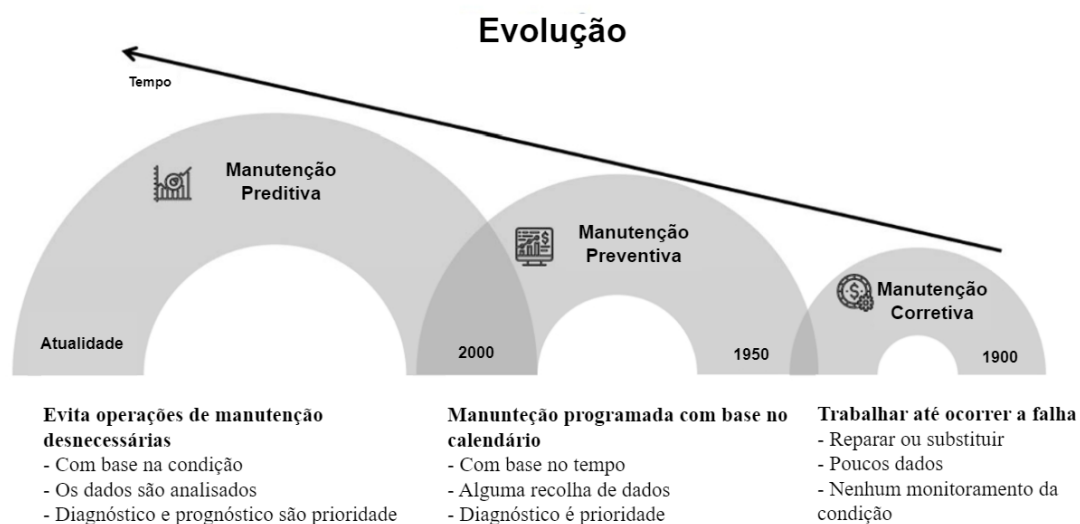 Evolução
Tempo
Manutenção
Preditiva
Manutenção
Preventiva
Manutenção
Corretiva
Atualidade
2000
1950
1900
Evita operações de manutenção
desnecessárias
- Com base na condição
- Os dados são analisados
- Diagnóstico e prognóstico são prioridade
Manunteção programada com base no
calendário
- Com base no tempo
- Alguma recolha de dados
- Diagnóstico é prioridade
Trabalhar até ocorrer a falha
- Reparar ou substituir
- Poucos dados
- Nenhum monitoramento da
condição